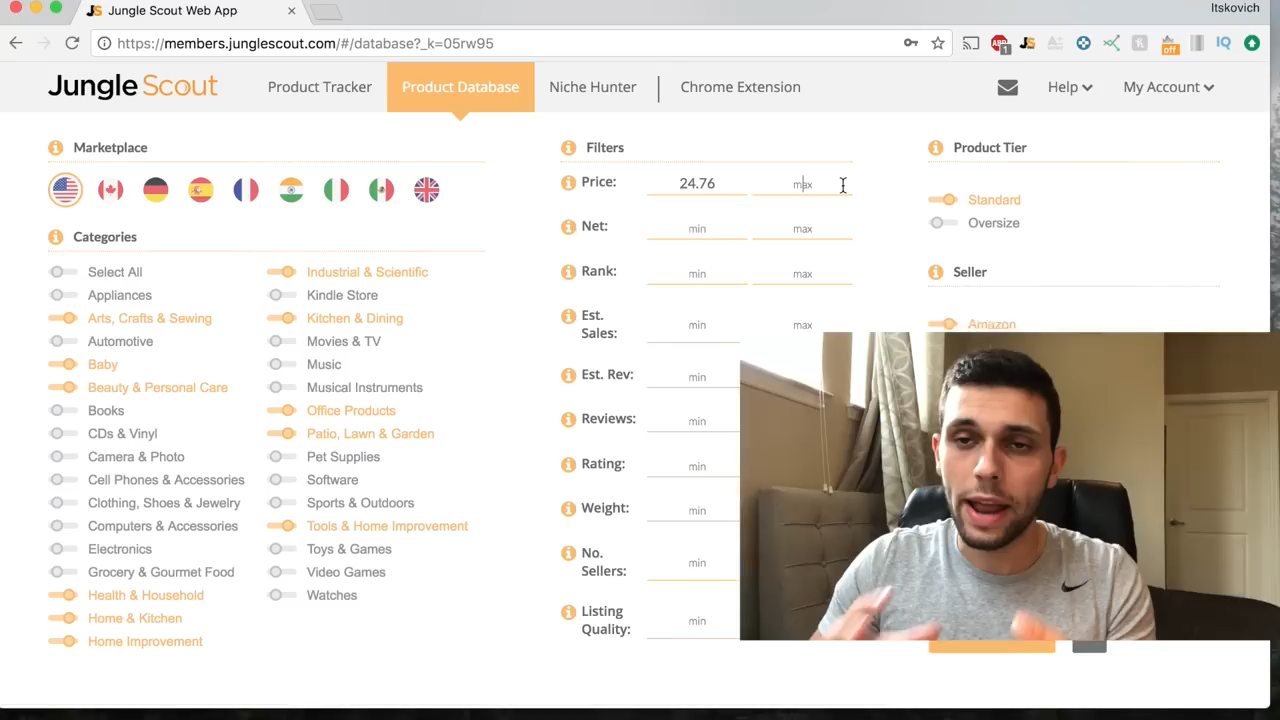 Jungle Scout Web App
Itskovich
https://members.junglescout.com/#/database?_k=05rw95
1
off
IQ
Jungle Scout
Product Tracker
Product Database
Niche Hunter
Chrome Extension
Help
My Account
Marketplace
Categories
Select All
Appliances
Arts, Crafts & Sewing
Automotive
Baby
Beauty & Personal Care
Books
CDs & Vinyl
Camera & Photo
Cell Phones & Accessories
Clothing, Shoes & Jewelry
Computers & Accessories
Electronics
Grocery & Gourmet Food
Health & Household
Home & Kitchen
Home Improvement
Industrial & Scientific
Kindle Store
Kitchen & Dining
Movies & TV
Music
Musical Instruments
Office Products
Patio, Lawn & Garden
Pet Supplies
Software
Sports & Outdoors
Tools & Home Improvement
Toys & Games
Video Games
Watches
Filters
Price: 24.76 max
Net: min max
Rank: min max
Est.
Sales: min max
Est. Rev: min
Reviews: min
Rating: min
Weight: min
No.
Sellers: min
Listing
Quality: min
Product Tier
Standard
Oversize
Seller
Amazon